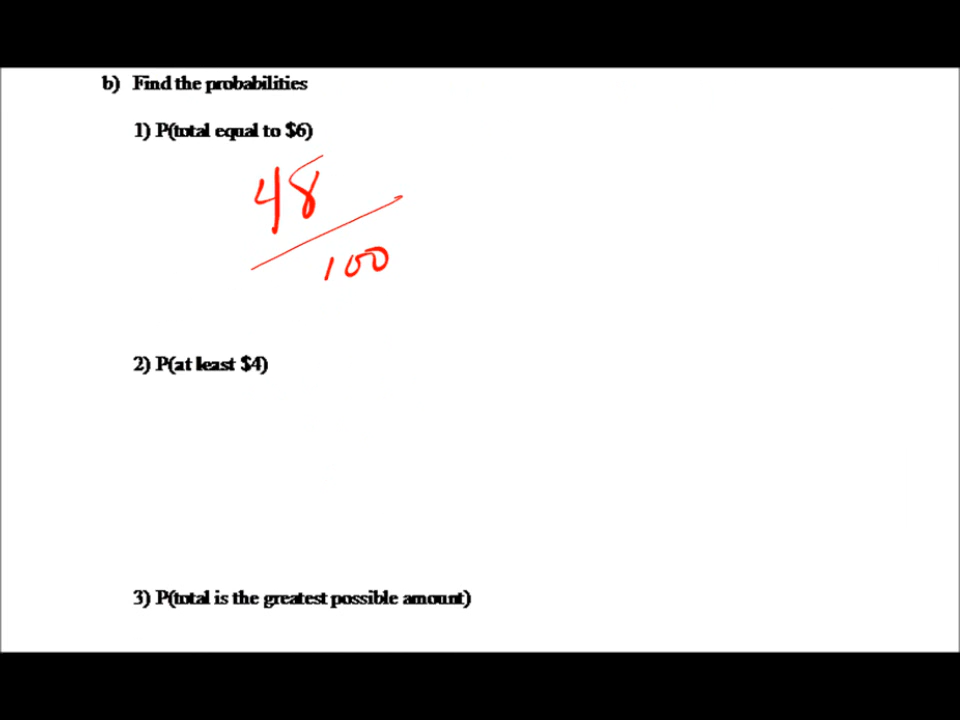 b) Find the probabilities
1) P(total equal to $6)
48
100
2) P(at least $4)
3) P(total is the greatest possible amount)